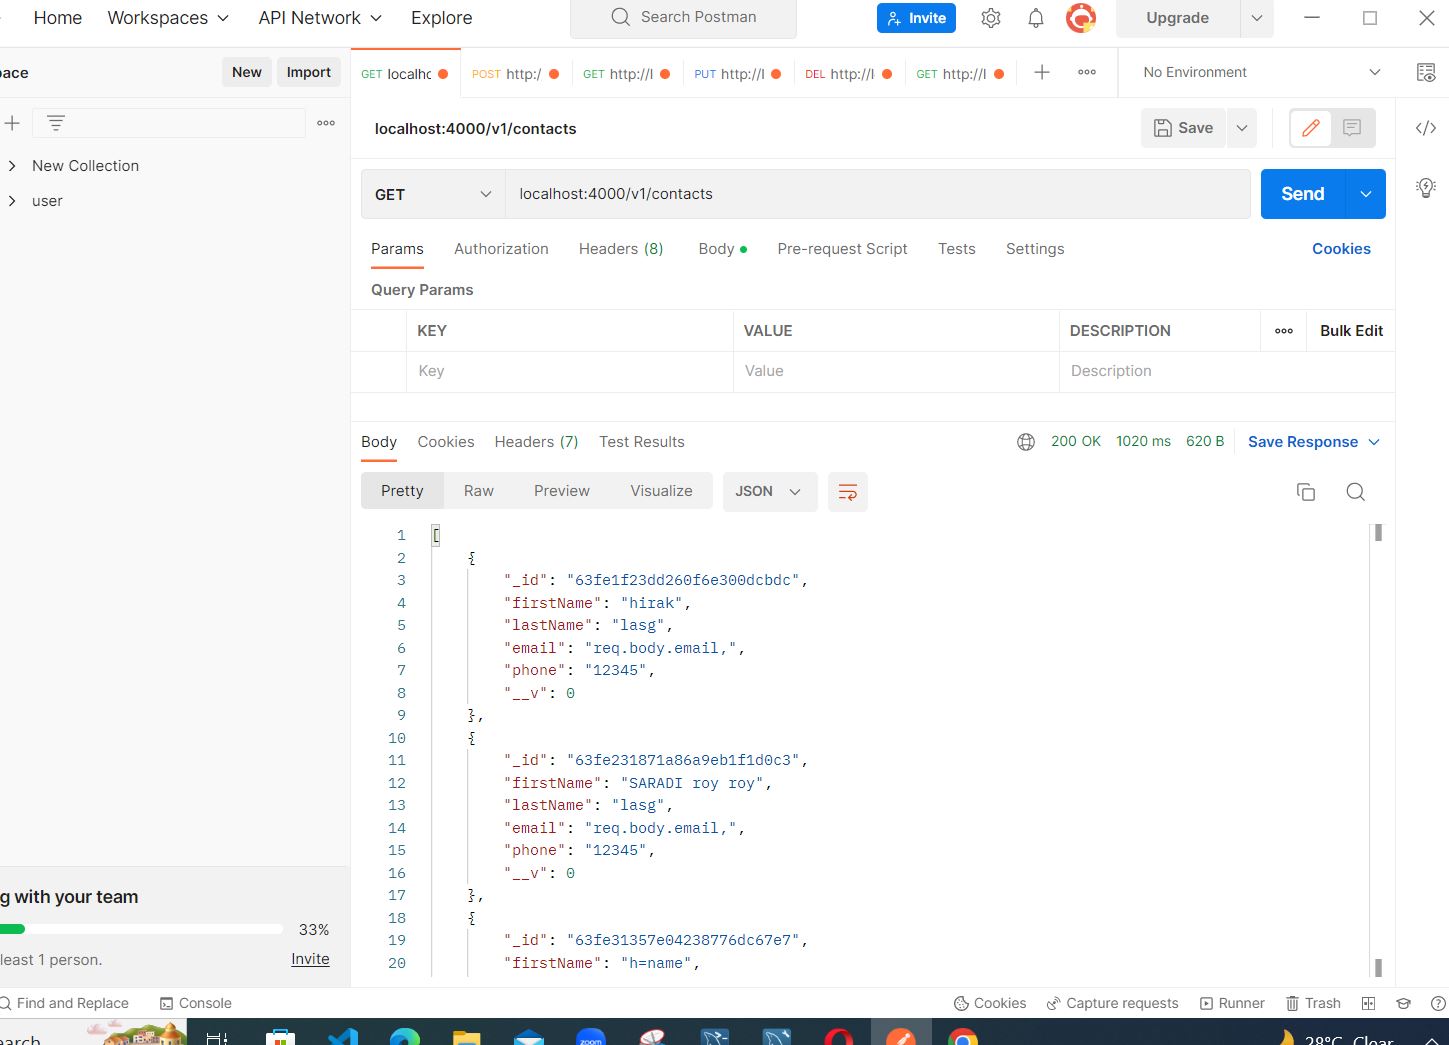 Home Workspaces API Network Explore Search Postman Invite Upgrade
New Import
GET localhc POST http:/ GET http://l PUT http://l DEL http://l GET http://l No Environment
localhost:4000/v1/contacts Save
New Collection
user
GET localhost:4000/v1/contacts Send
Params Authorization Headers (8) Body Pre-request Script Tests Settings Cookies
Query Params
KEY VALUE DESCRIPTION Bulk Edit
Key Value Description
Body Cookies Headers (7) Test Results 200 OK 1020 ms 620 B Save Response
Pretty Raw Preview Visualize JSON
1 [
2 {
3 "_id": "63fe1f23dd260f6e300dcbdc",
4 "firstName": "hirak",
5 "lastName": "lasg",
6 "email": "req.body.email,",
7 "phone": "12345",
8 "__v": 0
9 },
10 {
11 "_id": "63fe231871a86a9eb1f1d0c3",
12 "firstName": "SARADI roy roy",
13 "lastName": "lasg",
14 "email": "req.body.email,",
15 "phone": "12345",
16 "__v": 0
17 },
18 {
19 "_id": "63fe31357e04238776dc67e7",
20 "firstName": "h=name",
g with your team
33%
least 1 person. Invite
Find and Replace Console Cookies Capture requests Runner Trash
zoom 28°C Clear